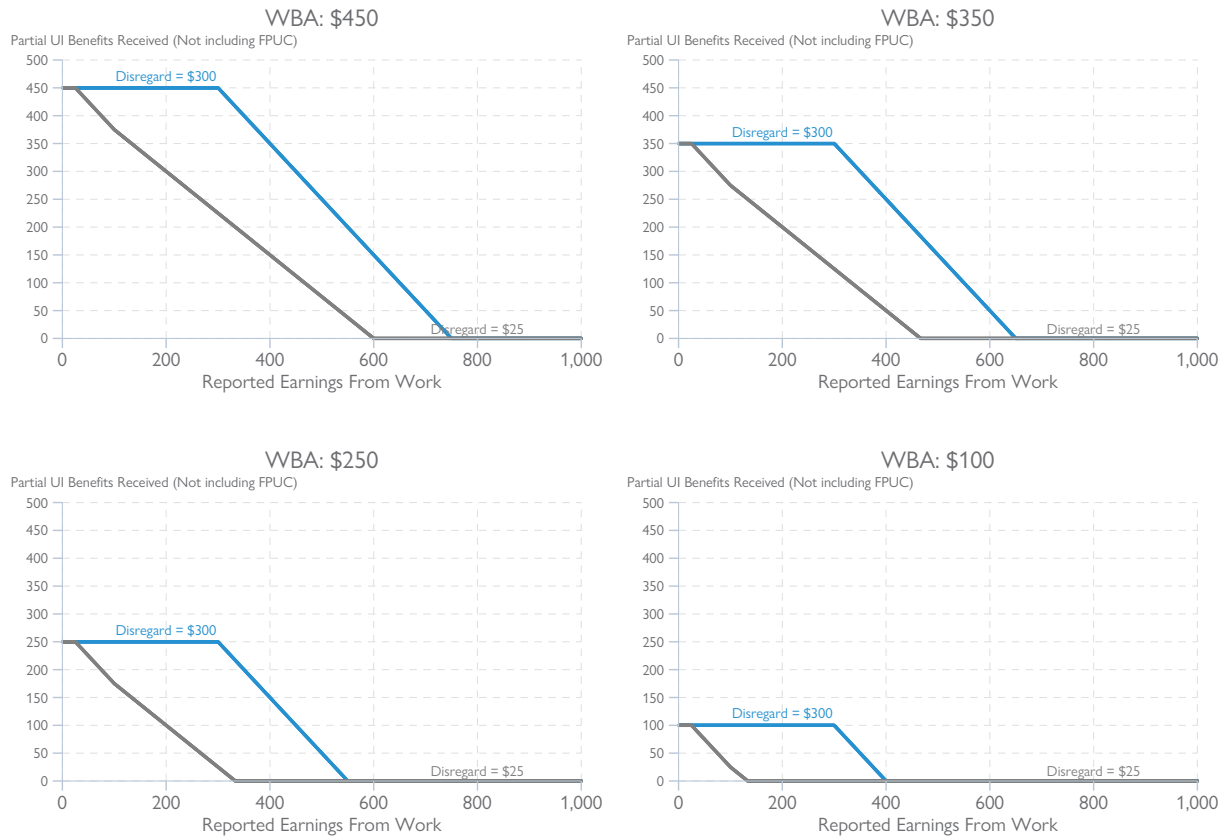 WBA: $450
Partial UI Benefits Received (Not including FPUC)
500
450
400
350
300
250
200
150
100
50
0
Disregard = $300
Disregard = $25
0 200 400 600 800 1,000
Reported Earnings From Work
WBA: $350
Partial UI Benefits Received (Not including FPUC)
500
450
400
350
300
250
200
150
100
50
0
Disregard = $300
Disregard = $25
0 200 400 600 800 1,000
Reported Earnings From Work
WBA: $250
Partial UI Benefits Received (Not including FPUC)
500
450
400
350
300
250
200
150
100
50
0
Disregard = $300
Disregard = $25
0 200 400 600 800 1,000
Reported Earnings From Work
WBA: $100
Partial UI Benefits Received (Not including FPUC)
500
450
400
350
300
250
200
150
100
50
0
Disregard = $300
Disregard = $25
0 200 400 600 800 1,000
Reported Earnings From Work